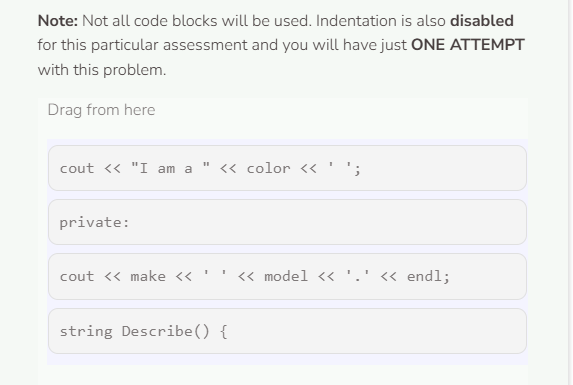 Note: Not all code blocks will be used. Indentation is also disabled
for this particular assessment and you will have just ONE ATTEMPT
with this problem.
Drag from here
cout << "I am a " << color << ' ';
private:
cout << make << ' ' << model << '.' << endl;
string Describe() {